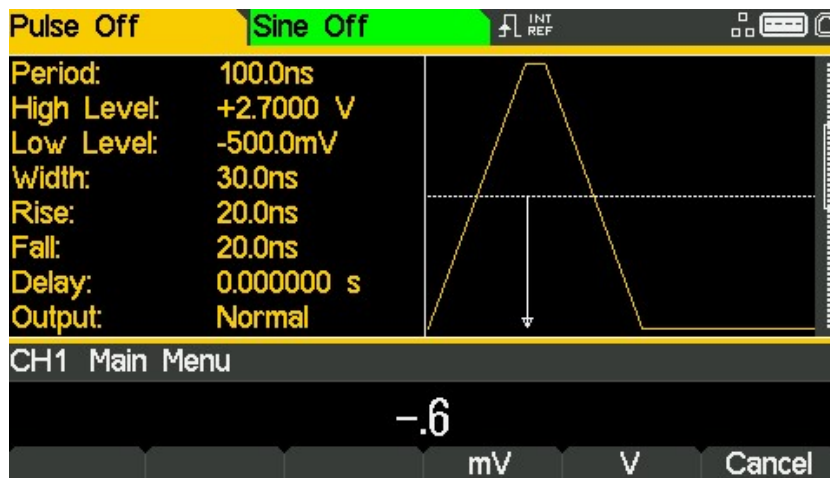 Pulse Off Sine Off INT
REF
Period: 100.0ns
High Level: +2.7000 V
Low Level: -500.0mV
Width: 30.0ns
Rise: 20.0ns
Fall: 20.0ns
Delay: 0.000000 s
Output: Normal
CH1 Main Menu
-.6
mV V Cancel